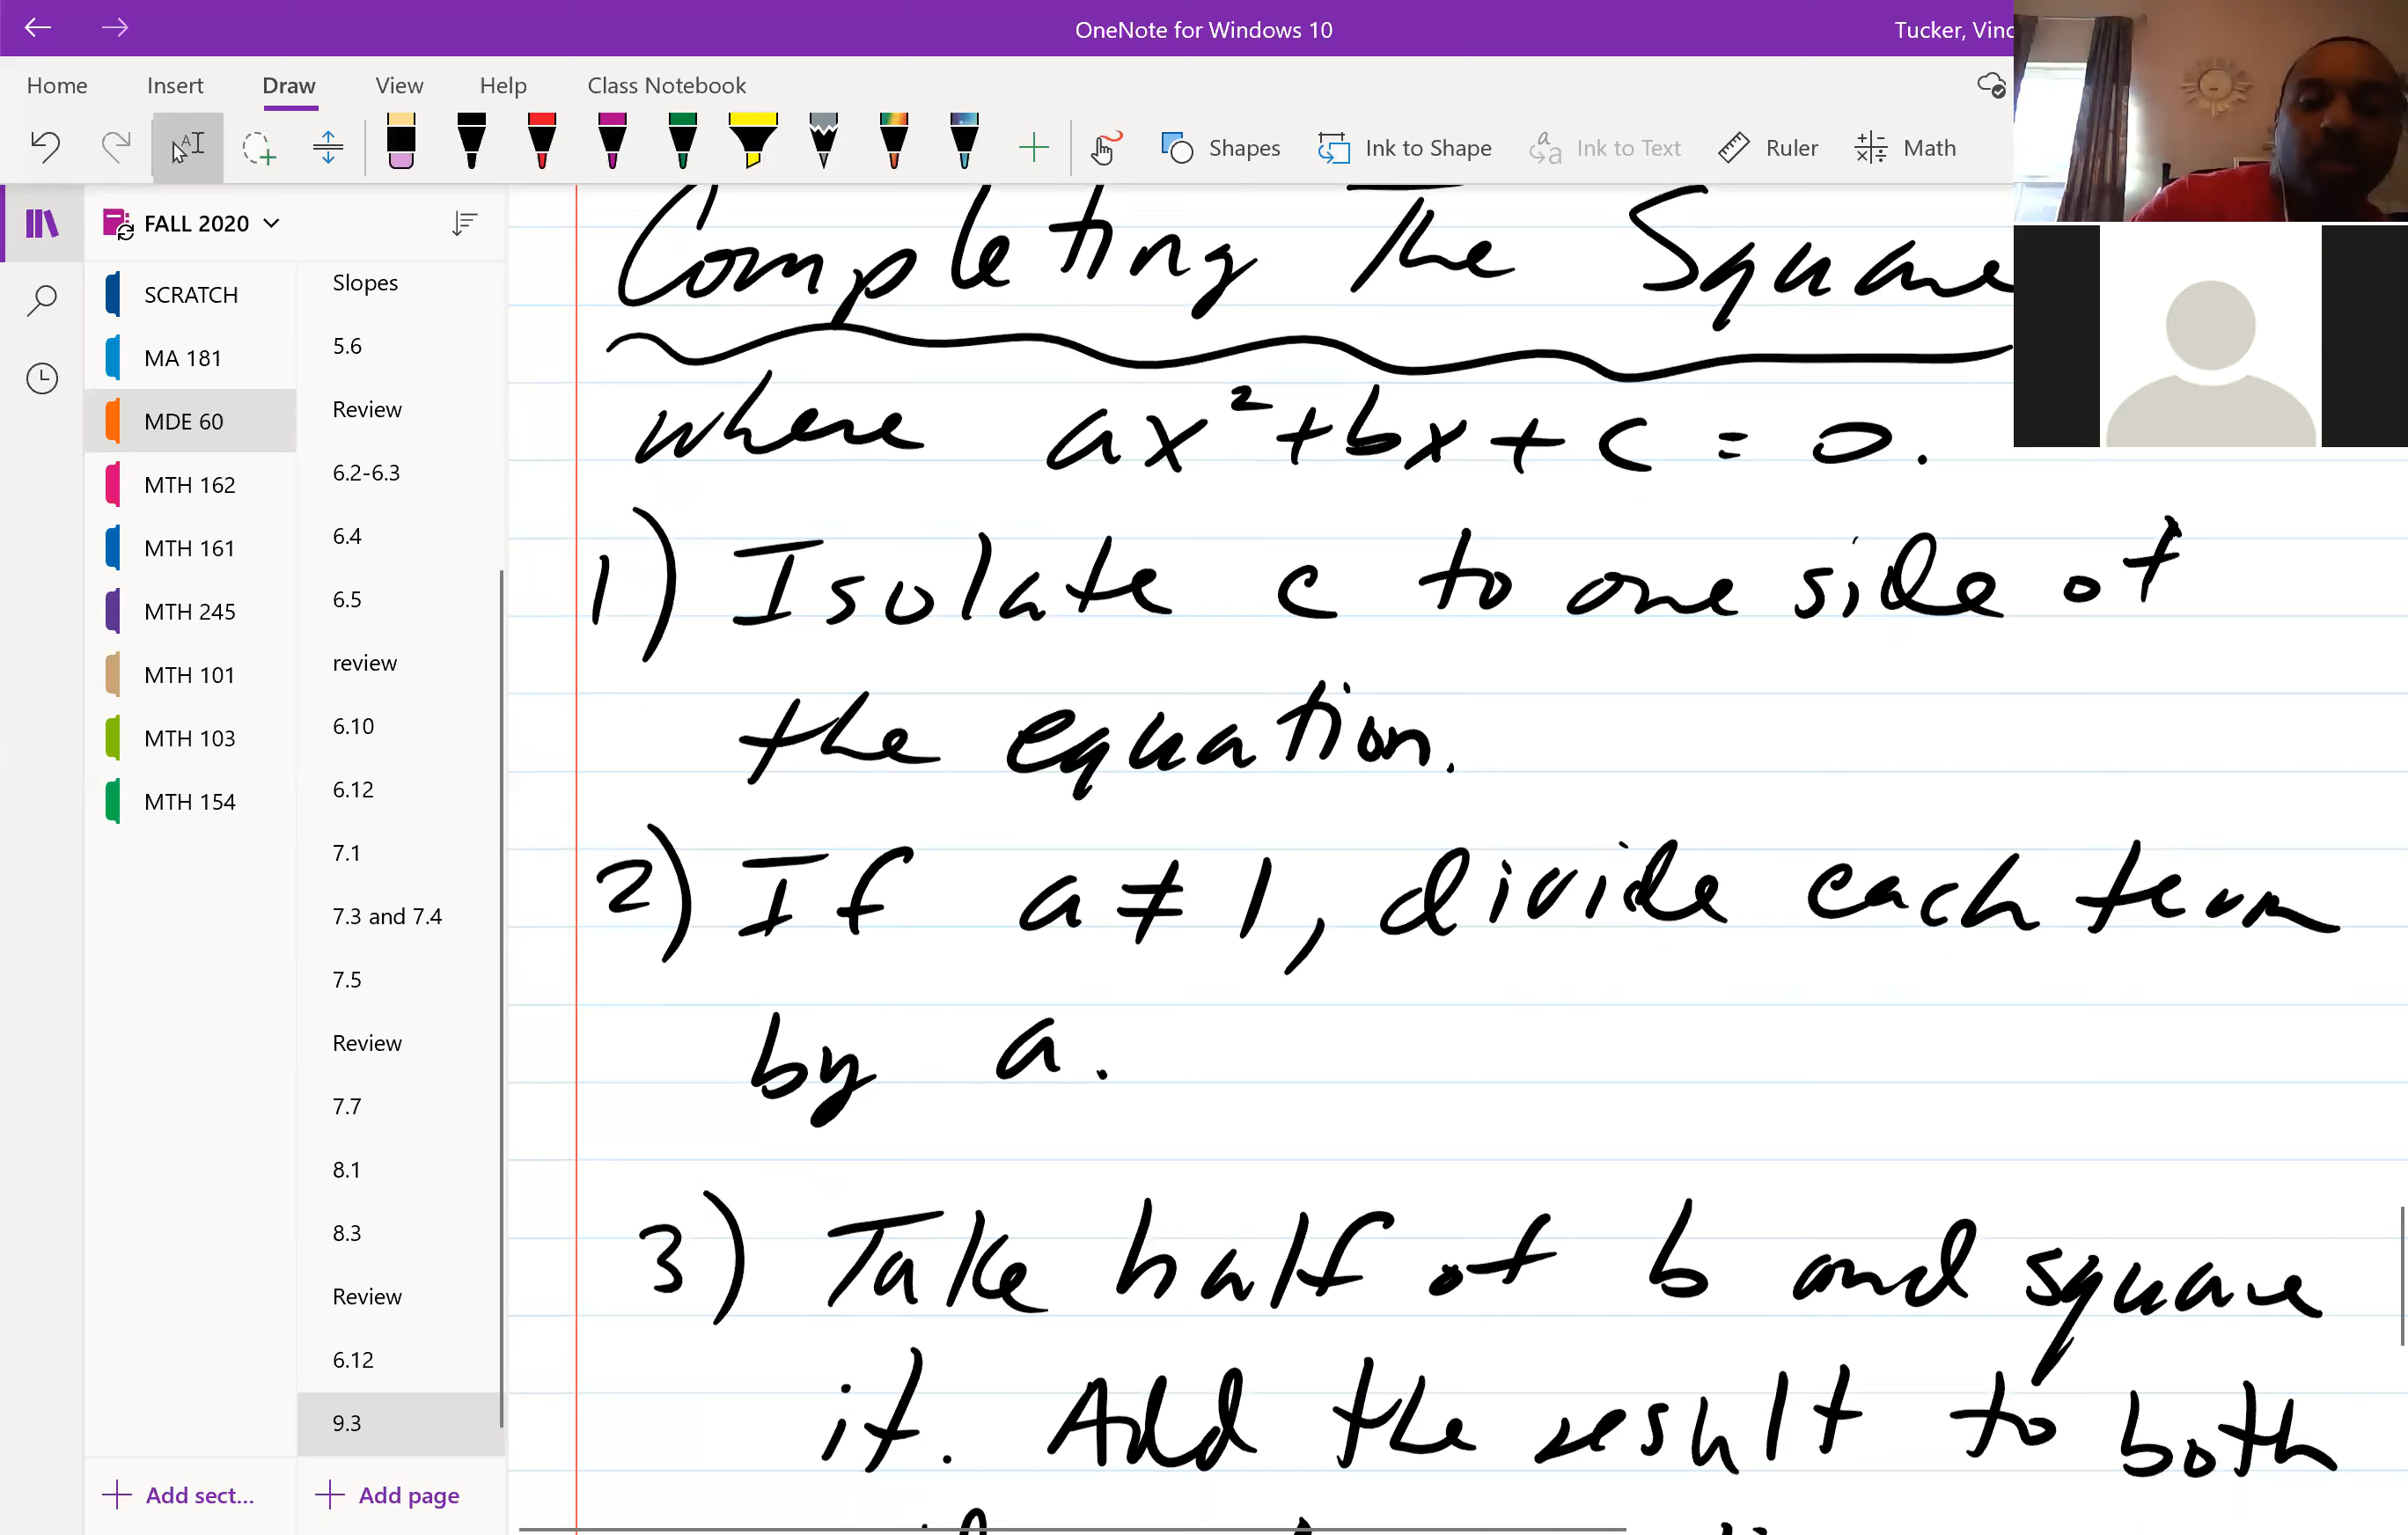 OneNote for Windows 10
Tucker, Vinc
Home Insert Draw View Help Class Notebook
Shapes Ink to Shape Ink to Text Ruler Math
FALL 2020
SCRATCH
MA 181
MDE 60
MTH 162
MTH 161
MTH 245
MTH 101
MTH 103
MTH 154
Add sect...
Slopes
5.6
Review
6.2-6.3
6.4
6.5
review
6.10
6.12
7.1
7.3 and 7.4
7.5
Review
7.7
8.1
8.3
Review
6.12
9.3
Add page
Completing The Square
where ax²+bx+c = 0.
1) Isolate c to one side of
the equation.
2) If a ≠ 1, divide each term
by a.
3) Take half of b and square
it. Add the result to both